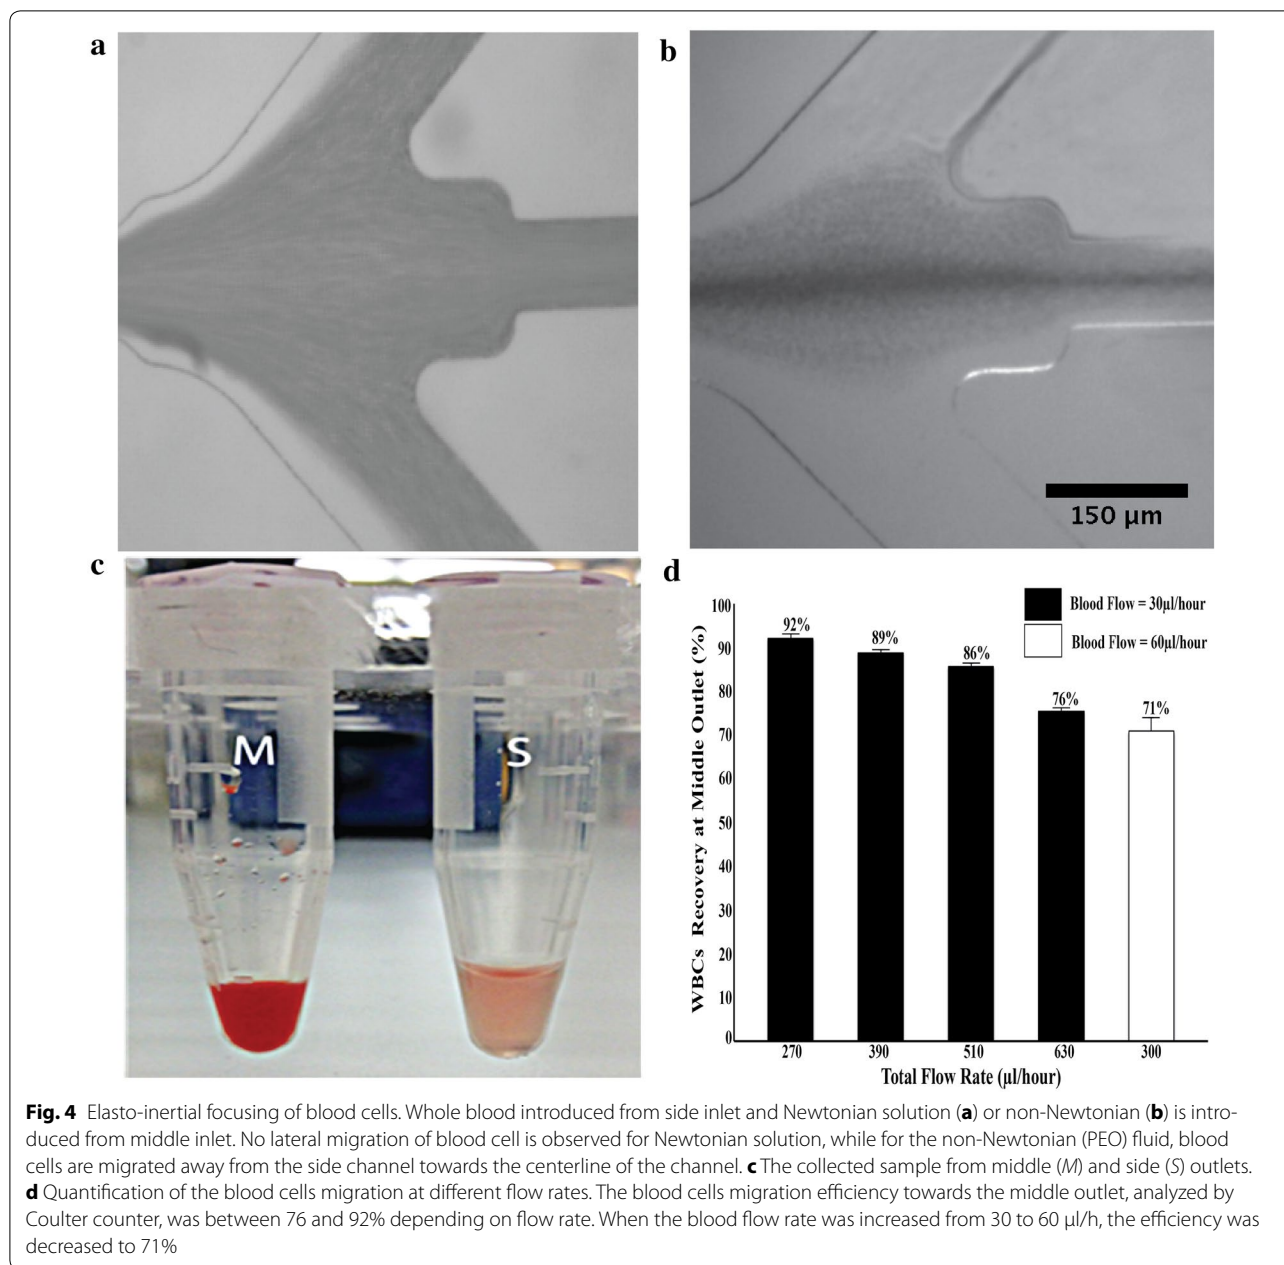 a
b
150 µm
c
M
S
d
Blood Flow = 30µl/hour
Blood Flow = 60µl/hour
WBCs Recovery at Middle Outlet (%)
100
90
80
70
60
50
40
30
20
10
0
92%
89%
86%
76%
71%
270
390
510
630
300
Total Flow Rate (µl/hour)
Fig. 4 Elasto-inertial focusing of blood cells. Whole blood introduced from side inlet and Newtonian solution (a) or non-Newtonian (b) is intro-
duced from middle inlet. No lateral migration of blood cell is observed for Newtonian solution, while for the non-Newtonian (PEO) fluid, blood
cells are migrated away from the side channel towards the centerline of the channel. c The collected sample from middle (M) and side (S) outlets.
d Quantification of the blood cells migration at different flow rates. The blood cells migration efficiency towards the middle outlet, analyzed by
Coulter counter, was between 76 and 92% depending on flow rate. When the blood flow rate was increased from 30 to 60 µl/h, the efficiency was
decreased to 71%